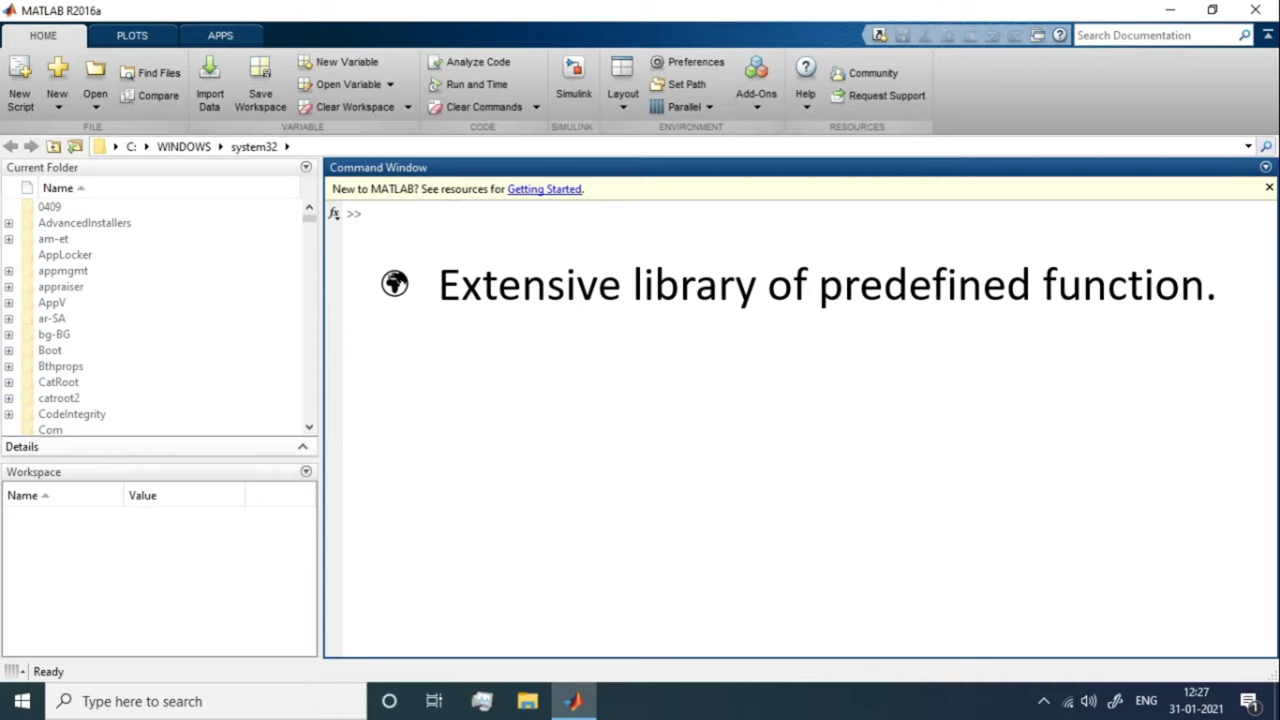 MATLAB R2016a
HOME PLOTS APPS
Search Documentation
New Script
New
Open
Find Files
Compare
FILE
Import Data
Save Workspace
New Variable
Open Variable
Clear Workspace
VARIABLE
Analyze Code
Run and Time
Clear Commands
CODE
Simulink
SIMULINK
Layout
Preferences
Set Path
Parallel
Add-Ons
ENVIRONMENT
Help
Community
Request Support
RESOURCES
C: WINDOWS system32
Current Folder
Name
0409
AdvancedInstallers
am-et
AppLocker
appmgmt
appraiser
AppV
ar-SA
bg-BG
Boot
Bthprops
CatRoot
catroot2
CodeIntegrity
Com
Details
Workspace
Name Value
Command Window
New to MATLAB? See resources for Getting Started.
fx >>
Extensive library of predefined function.
Ready
Type here to search
ENG
12:27
31-01-2021
1